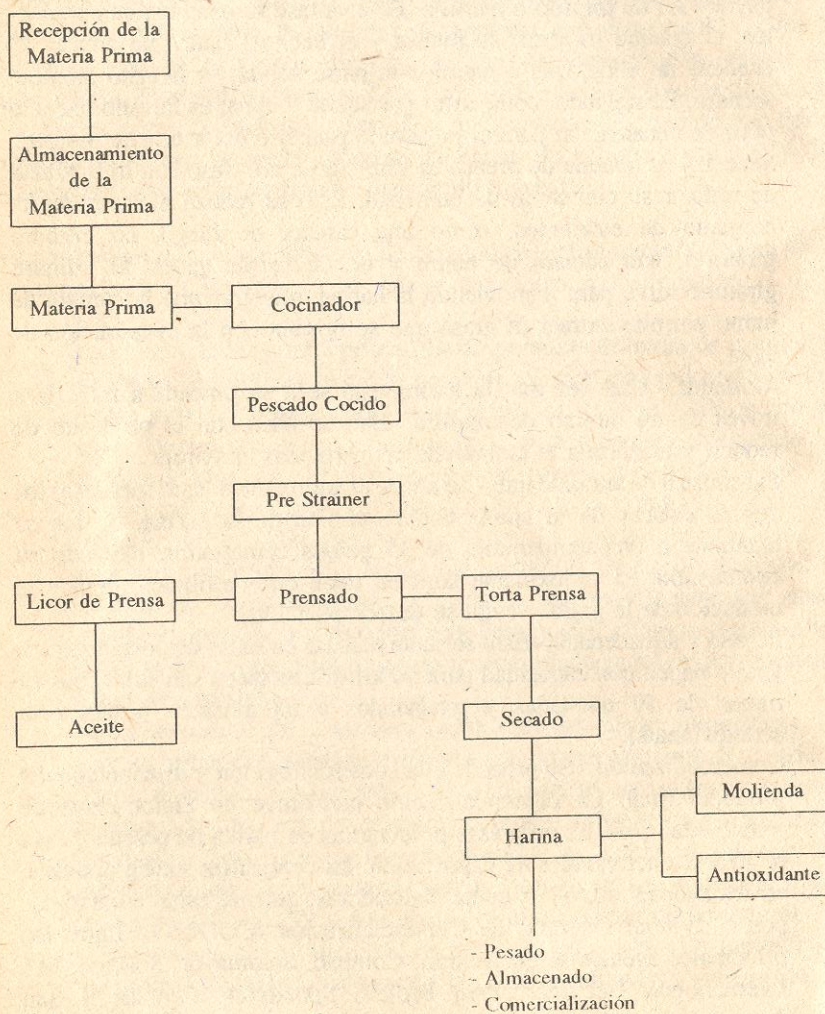 Recepción de la
Materia Prima
Almacenamiento
de la
Materia Prima
Materia Prima
Cocinador
Pescado Cocido
Pre Strainer
Licor de Prensa
Prensado
Torta Prensa
Aceite
Secado
Harina
Molienda
Antioxidante
- Pesado
- Almacenado
- Comercialización